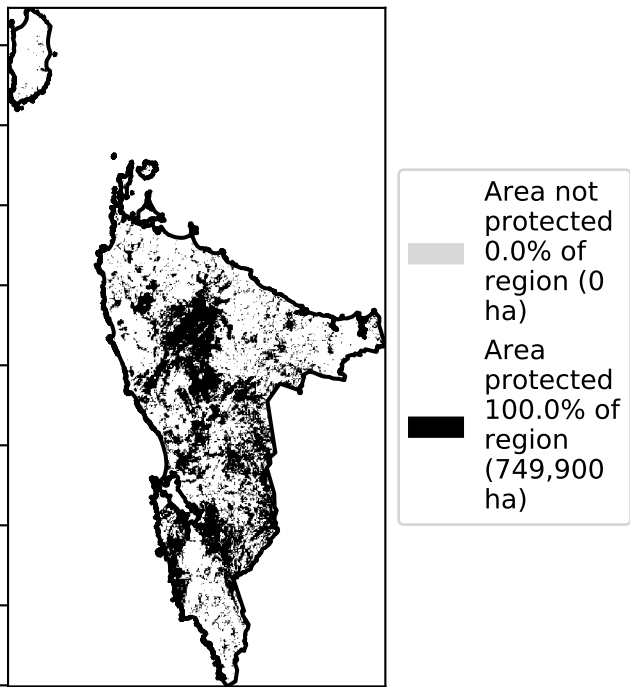 Area not
protected
0.0% of
region (0
ha)
Area
protected
100.0% of
region
(749,900
ha)